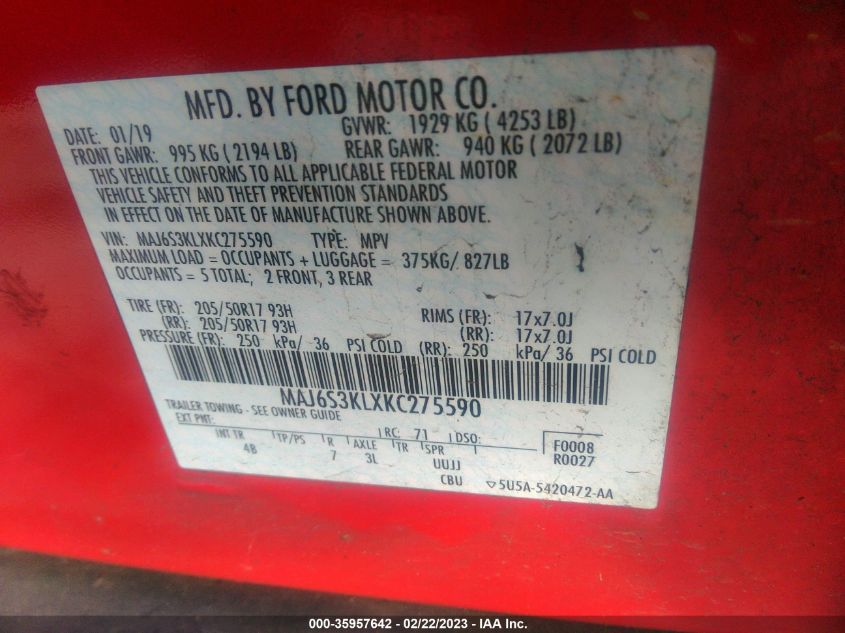 MFD. BY FORD MOTOR CO.
DATE: 01/19 GVWR: 1929 KG ( 4253 LB)
FRONT GAWR: 995 KG ( 2194 LB) REAR GAWR: 940 KG ( 2072 LB)
THIS VEHICLE CONFORMS TO ALL APPLICABLE FEDERAL MOTOR
VEHICLE SAFETY AND THEFT PREVENTION STANDARDS
IN EFFECT ON THE DATE OF MANUFACTURE SHOWN ABOVE.
VIN: MAJ6S3KLXKC275590 TYPE: MPV
MAXIMUM LOAD = OCCUPANTS + LUGGAGE = 375KG/ 827LB
OCCUPANTS = 5 TOTAL; 2 FRONT, 3 REAR
TIRE (FR): 205/50R17 93H RIMS (FR): 17x7.0J
(RR): 205/50R17 93H (RR): 17x7.0J
PRESSURE (FR): 250 kPa/ 36 PSI COLD (RR): 250 kPa/ 36 PSI COLD
MAJ6S3KLXKC275590
TRAILER TOWING - SEE OWNER GUIDE
EXT PNT: RC: 71 DSO: F0008
INT TR TP/PS R AXLE TR SPR R0027
4B 7 3L UUJJ
CBU ▽5U5A-5420472-AA
000-35957642 - 02/22/2023 - IAA Inc.